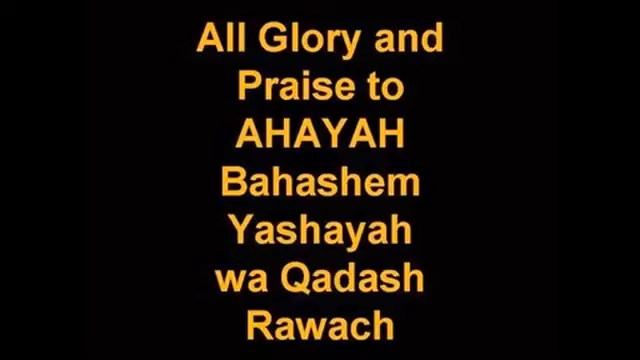 All Glory and
Praise to
AHAYAH
Bahashem
Yashayah
wa Qadash
Rawach